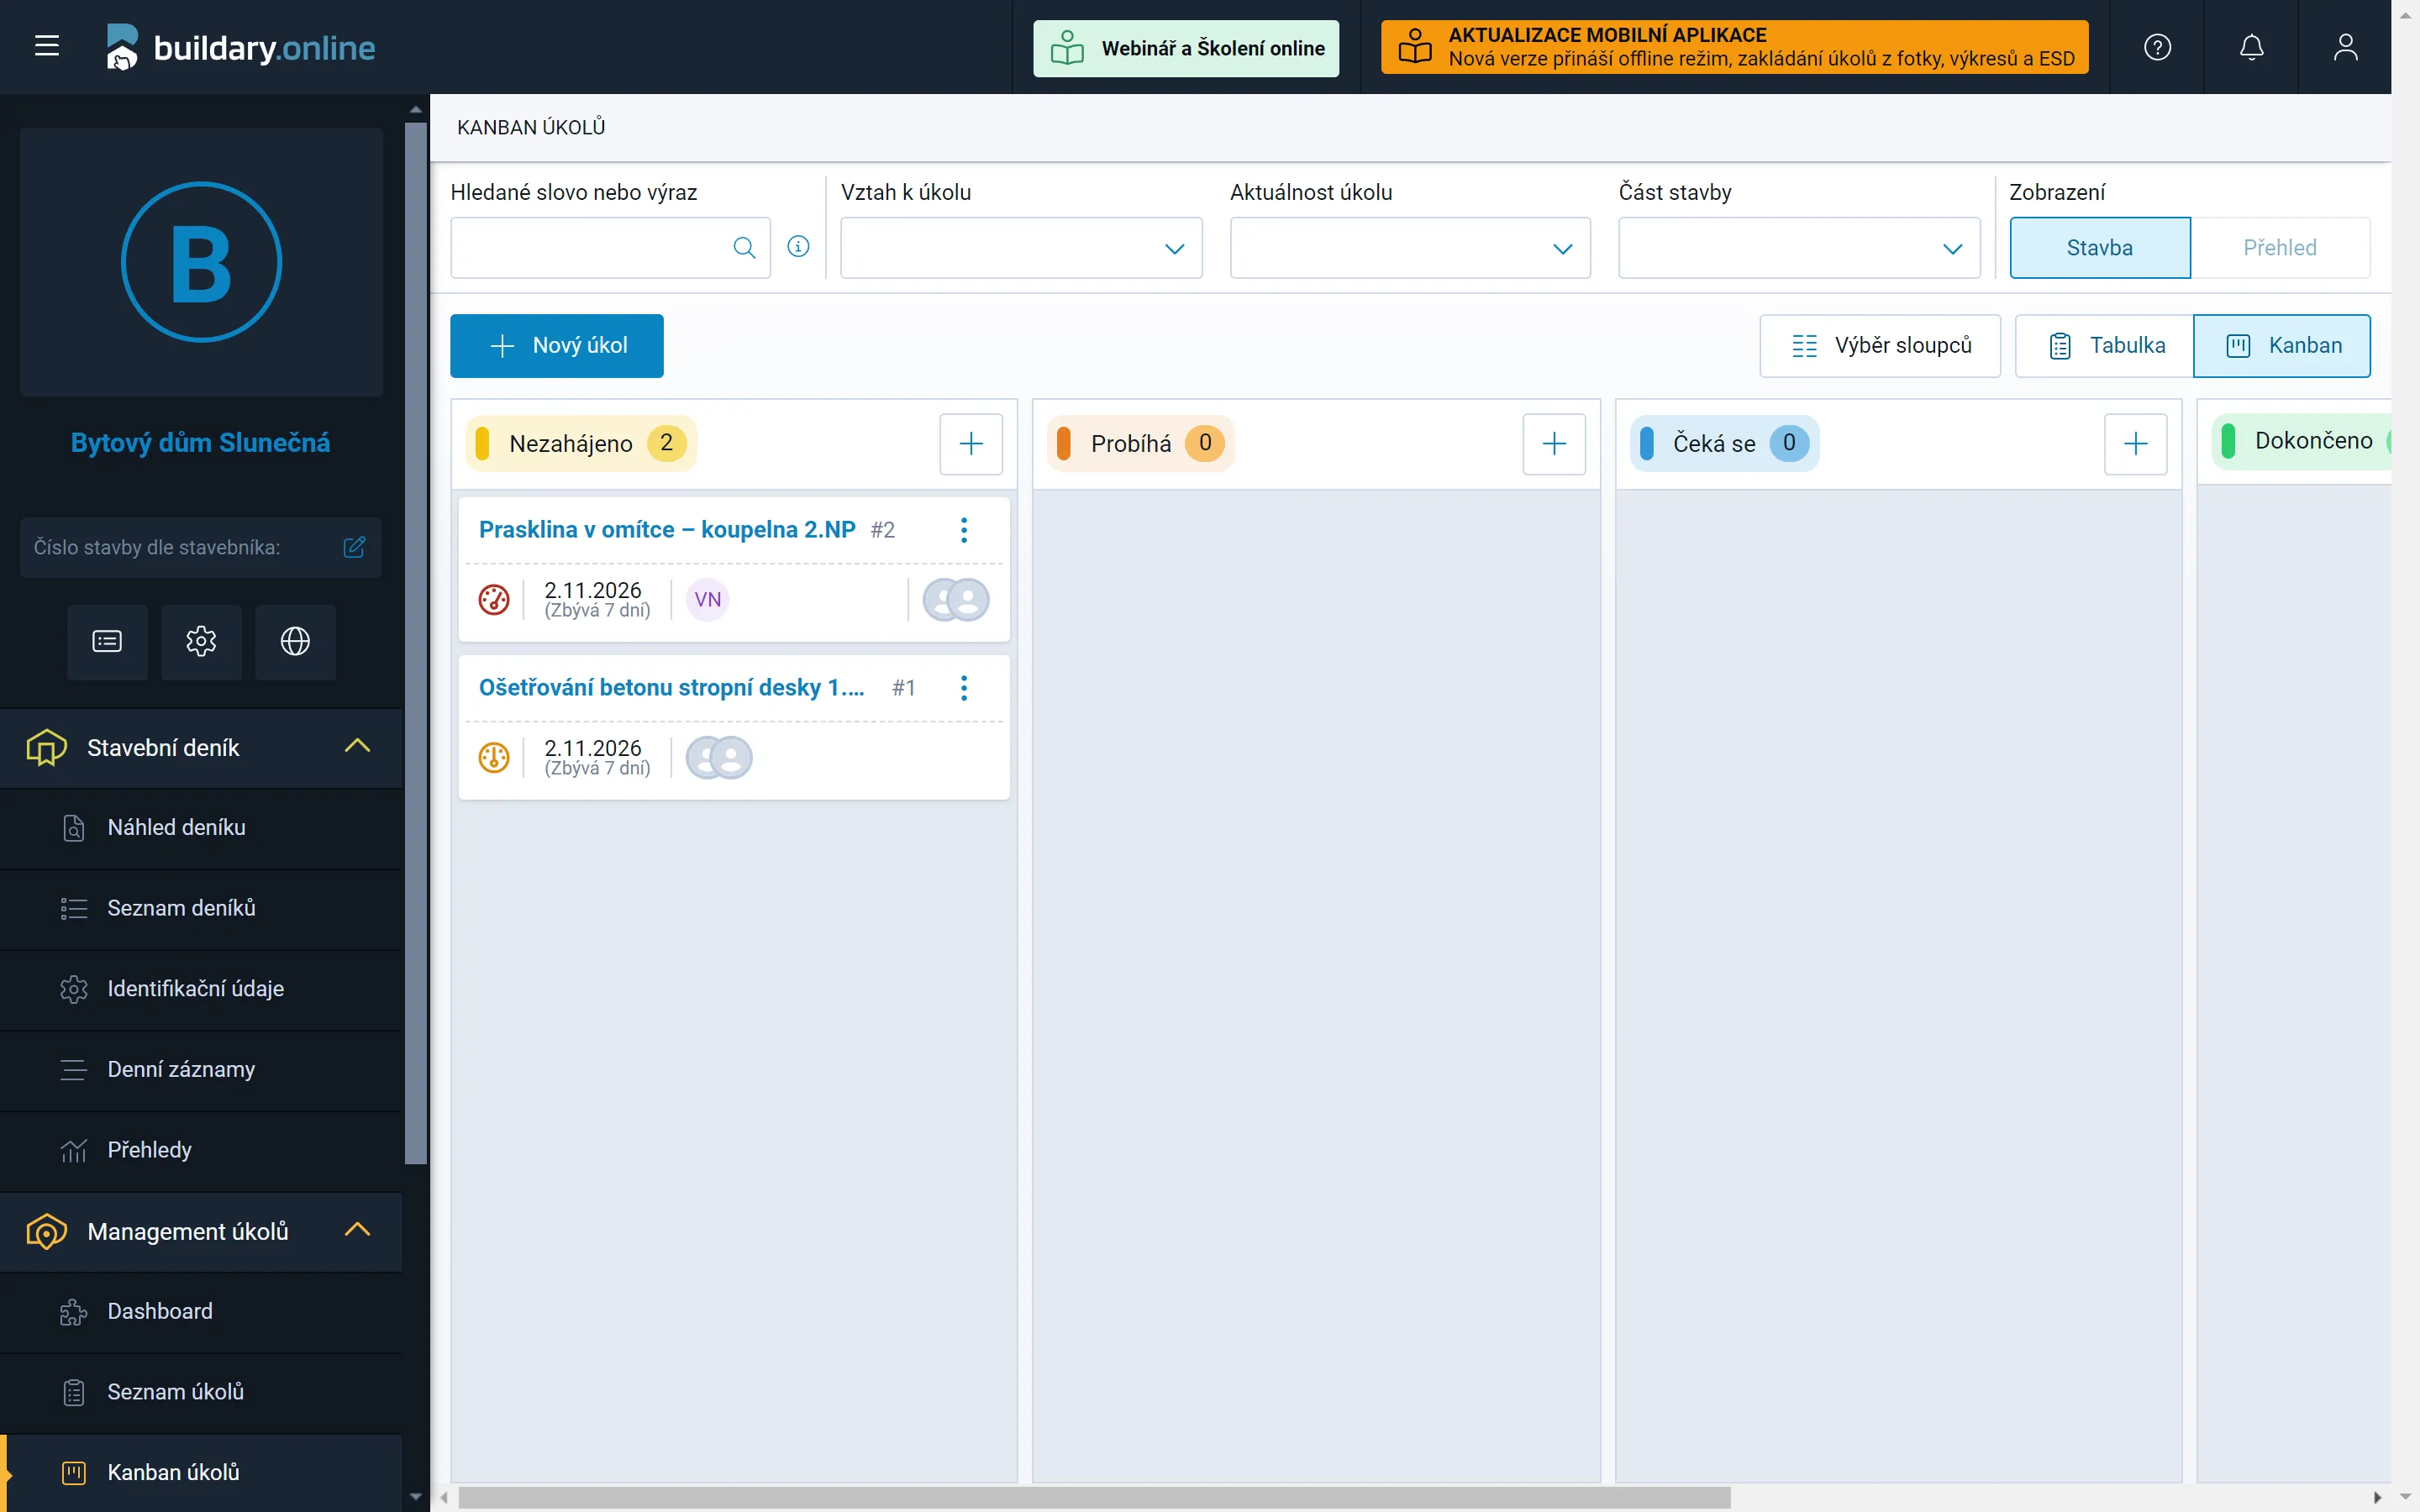 buildary.online
Webinář a Školení online
AKTUALIZACE MOBILNÍ APLIKACE
Nová verze přináší offline režim, zakládání úkolů z fotky, výkresů a ESD
B
Bytový dům Slunečná
Číslo stavby dle stavebníka:
Stavební deník
Náhled deníku
Seznam deníků
Identifikační údaje
Denní záznamy
Přehledy
Management úkolů
Dashboard
Seznam úkolů
Kanban úkolů
KANBAN ÚKOLŮ
Hledané slovo nebo výraz
Vztah k úkolu
Aktuálnost úkolu
Část stavby
Zobrazení
Stavba
Přehled
Nový úkol
Výběr sloupců
Tabulka
Kanban
Nezahájeno 2
Prasklina v omítce – koupelna 2.NP #2
2.11.2026
(Zbývá 7 dní)
VN
Ošetřování betonu stropní desky 1.... #1
2.11.2026
(Zbývá 7 dní)
Probíhá 0
Čeká se 0
Dokončeno